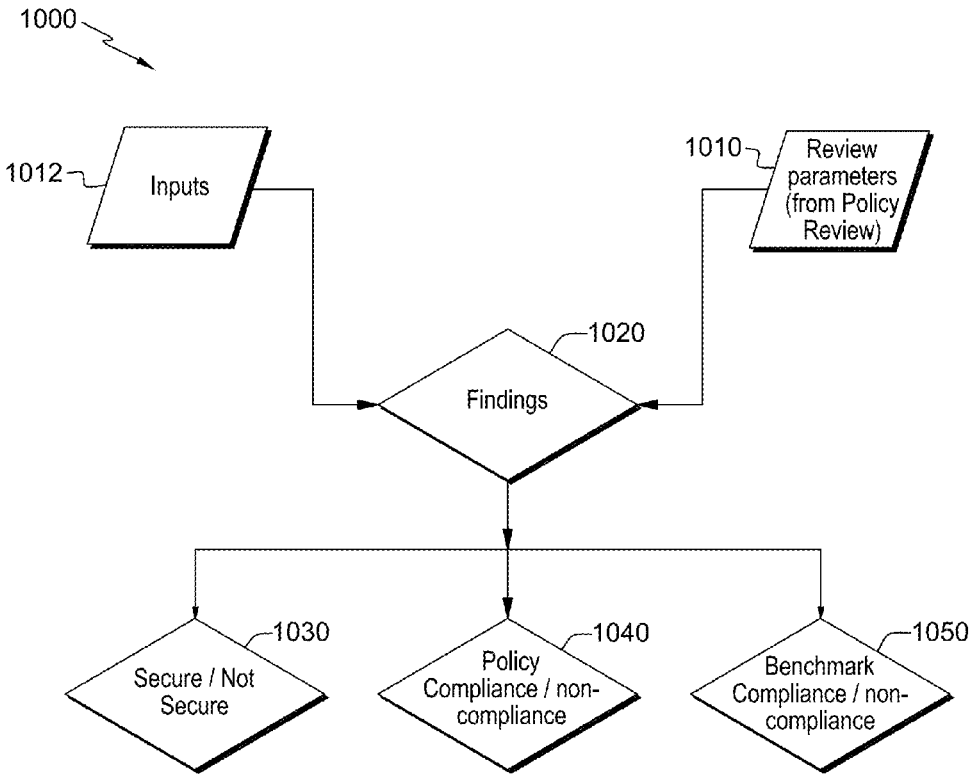 1000
1012
Inputs
1010
Review
parameters
(from Policy
Review)
1020
Findings
1030
Secure / Not
Secure
1040
Policy
Compliance / non-
compliance
1050
Benchmark
Compliance / non-
compliance